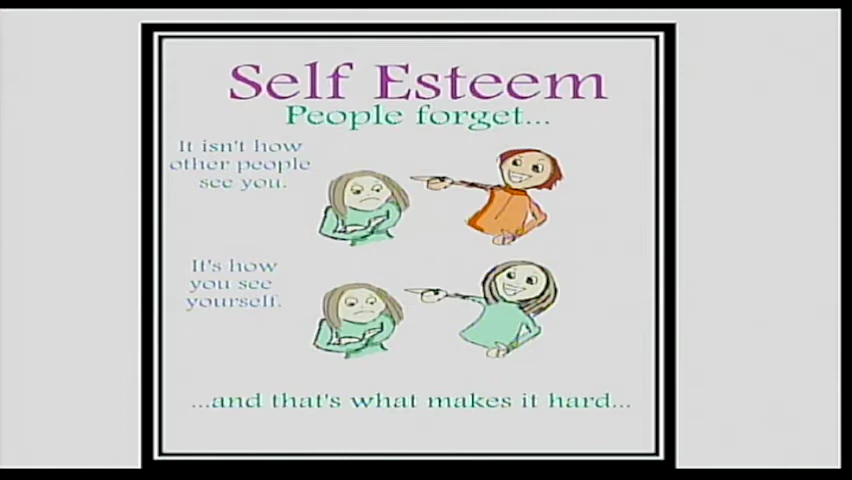 Self Esteem
People forget...
It isn't how
other people
see you.
It's how
you see
yourself.
...and that's what makes it hard...